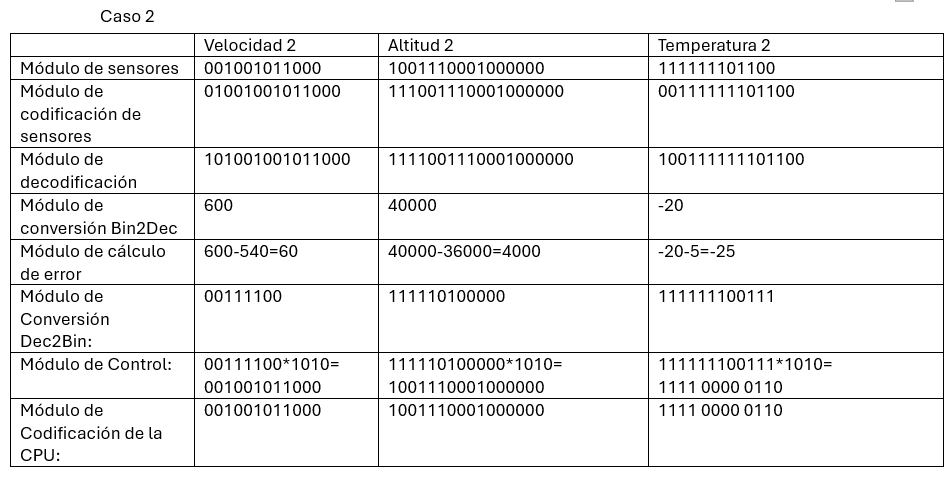 Caso 2
Velocidad 2 Altitud 2 Temperatura 2
Módulo de sensores 001001011000 1001110001000000 111111101100
Módulo de codificación de sensores 01001001011000 111001110001000000 00111111101100
Módulo de decodificación 101001001011000 1111001110001000000 100111111101100
Módulo de conversión Bin2Dec 600 40000 -20
Módulo de cálculo de error 600-540=60 40000-36000=4000 -20-5=-25
Módulo de Conversión Dec2Bin: 00111100 111110100000 111111100111
Módulo de Control: 00111100*1010= 001001011000 111110100000*1010= 1001110001000000 111111100111*1010= 1111 0000 0110
Módulo de Codificación de la CPU: 001001011000 1001110001000000 1111 0000 0110